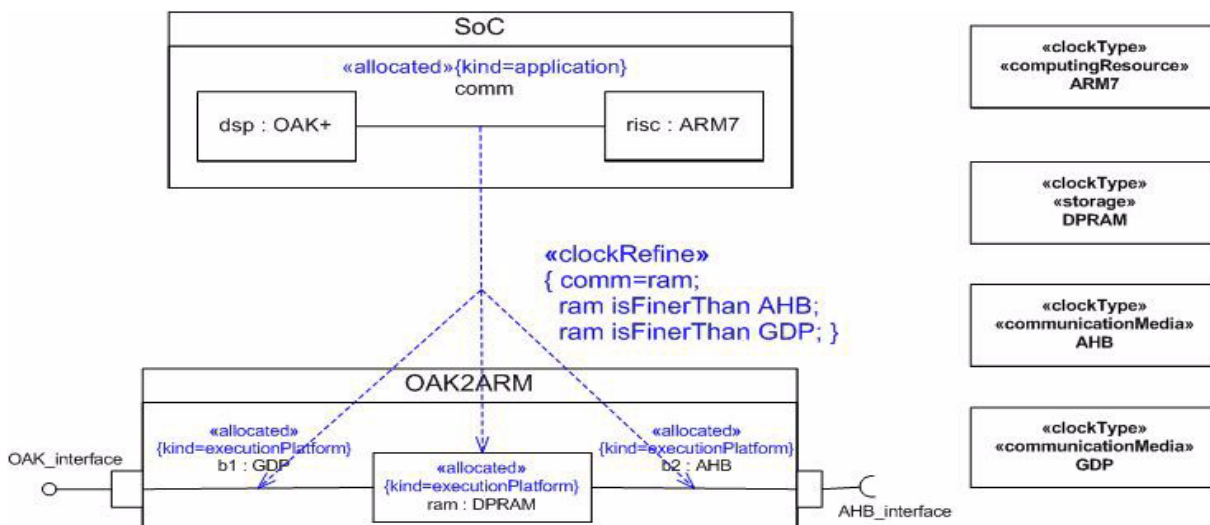 SoC
«allocated»{kind=application}
comm
dsp : OAK+
risc : ARM7
«clockType»
«computingResource»
ARM7
«clockType»
«storage»
DPRAM
«clockRefine»
{ comm=ram;
ram isFinerThan AHB;
ram isFinerThan GDP; }
«clockType»
«communicationMedia»
AHB
OAK2ARM
«allocated»
{kind=executionPlatform}
b1 : GDP
«allocated»
{kind=executionPlatform}
ram : DPRAM
«allocated»
{kind=executionPlatform}
b2 : AHB
OAK_interface
AHB_interface
«clockType»
«communicationMedia»
GDP